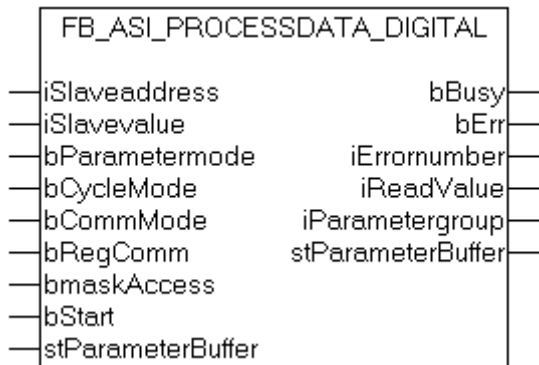 FB_ASI_PROCESSDATA_DIGITAL
iSlaveaddress bBusy
iSlavevalue bErr
bParametermode iErrornumber
bCycleMode iReadValue
bCommMode iParametergroup
bRegComm stParameterBuffer
bmaskAccess
bStart
stParameterBuffer